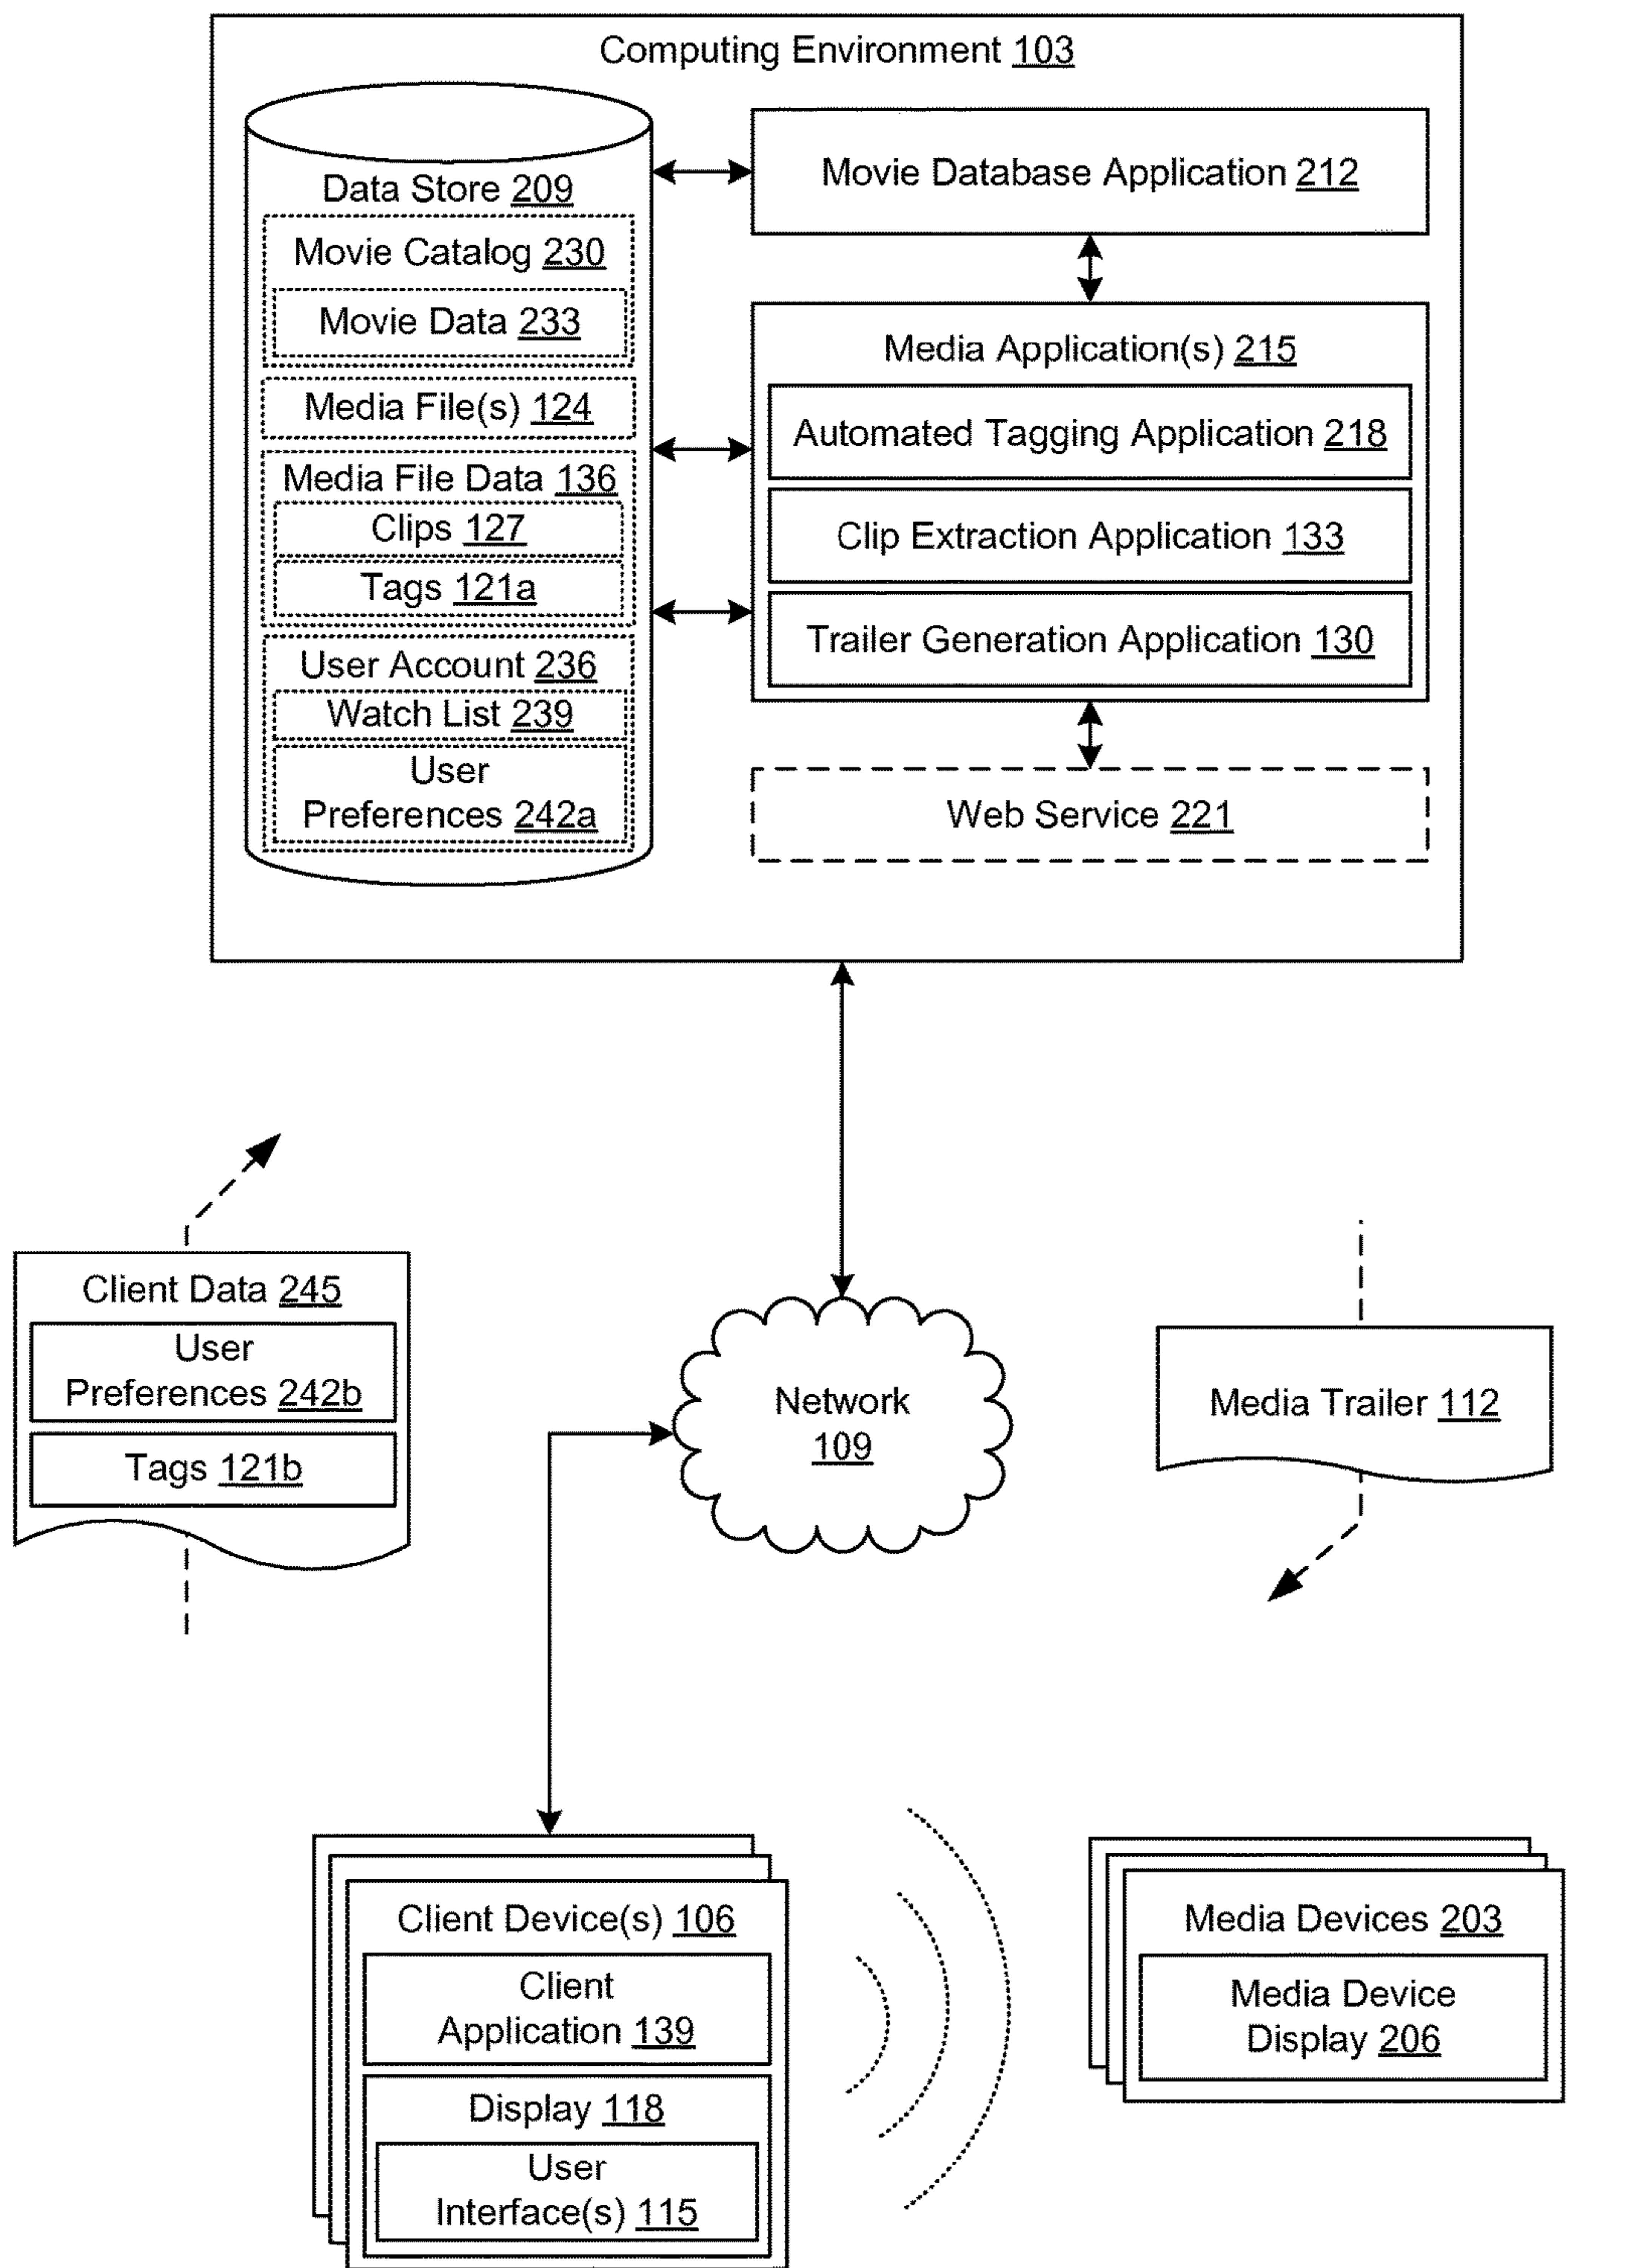 Computing Environment 103
Data Store 209
Movie Catalog 230
Movie Data 233
Media File(s) 124
Media File Data 136
Clips 127
Tags 121a
User Account 236
Watch List 239
User
Preferences 242a
Movie Database Application 212
Media Application(s) 215
Automated Tagging Application 218
Clip Extraction Application 133
Trailer Generation Application 130
Web Service 221
Client Data 245
User
Preferences 242b
Tags 121b
Network
109
Media Trailer 112
Client Device(s) 106
Client
Application 139
Display 118
User
Interface(s) 115
Media Devices 203
Media Device
Display 206